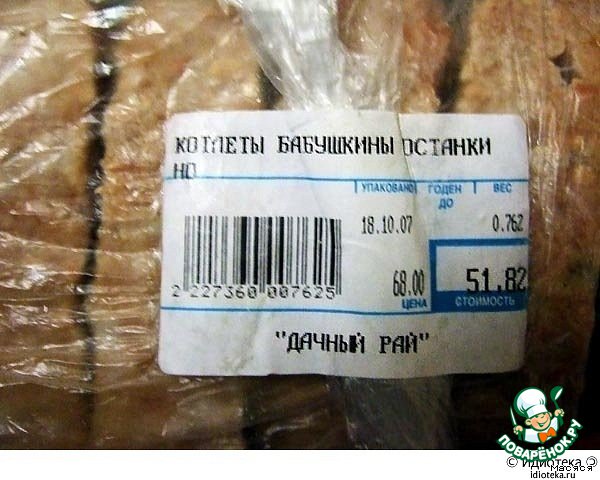 КОТЛЕТЫ БАБУШКИНЫ ОСТАНКИ
НО
УПАКОВАНО ГОДЕН ДО ВЕС
18.10.07 0.762
68.00 51.82
ЦЕНА СТОИМОСТЬ
2 227360 007625
"ДАЧНЫЙ РАЙ"
ПОВАРЁНОК.РУ
© Идиотека
Масяся
idioteka.ru